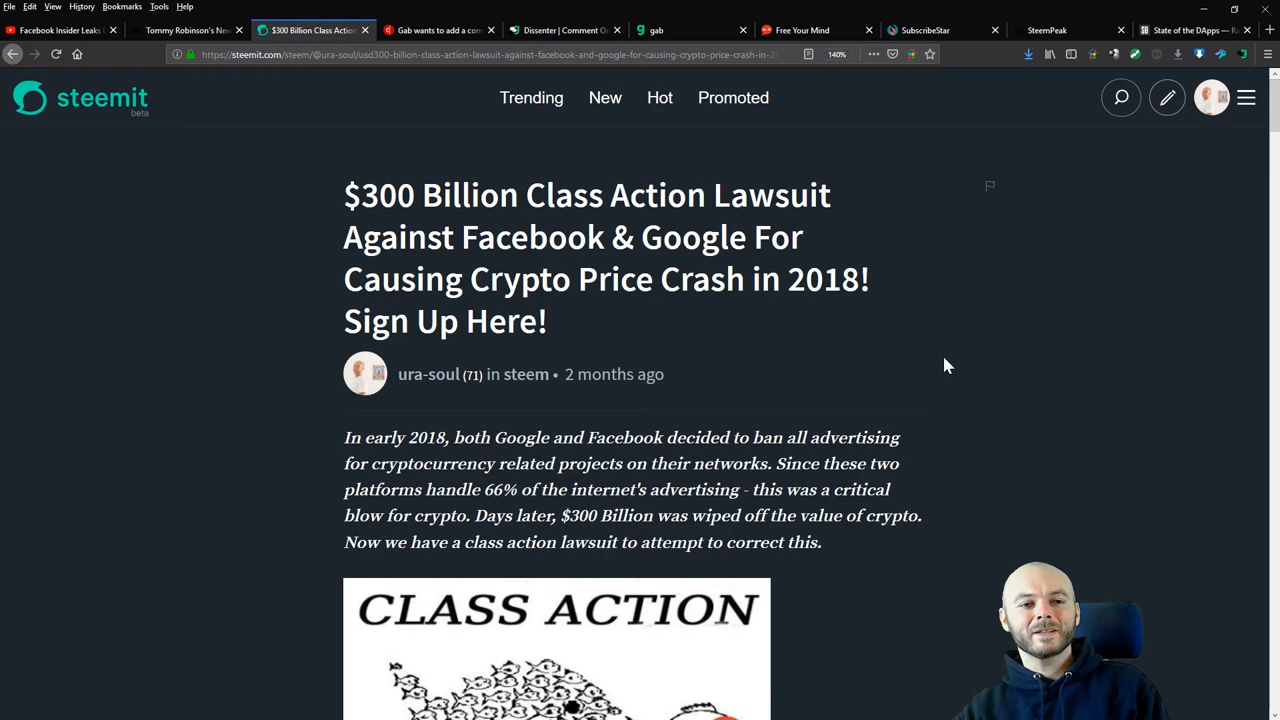 File Edit View History Bookmarks Tools Help
Facebook Insider Leaks
Tommy Robinson's New
$300 Billion Class Action
Gab wants to add a com
Dissenter | Comment On
gab
Free Your Mind
SubscribeStar
SteemPeak
State of the DApps — Ra
https://steemit.com/steem/@ura-soul/usd300-billion-class-action-lawsuit-against-facebook-and-google-for-causing-crypto-price-crash-in-20
140%
steemit
beta
Trending New Hot Promoted
$300 Billion Class Action Lawsuit
Against Facebook & Google For
Causing Crypto Price Crash in 2018!
Sign Up Here!
ura-soul (71) in steem • 2 months ago
In early 2018, both Google and Facebook decided to ban all advertising
for cryptocurrency related projects on their networks. Since these two
platforms handle 66% of the internet's advertising - this was a critical
blow for crypto. Days later, $300 Billion was wiped off the value of crypto.
Now we have a class action lawsuit to attempt to correct this.
CLASS ACTION